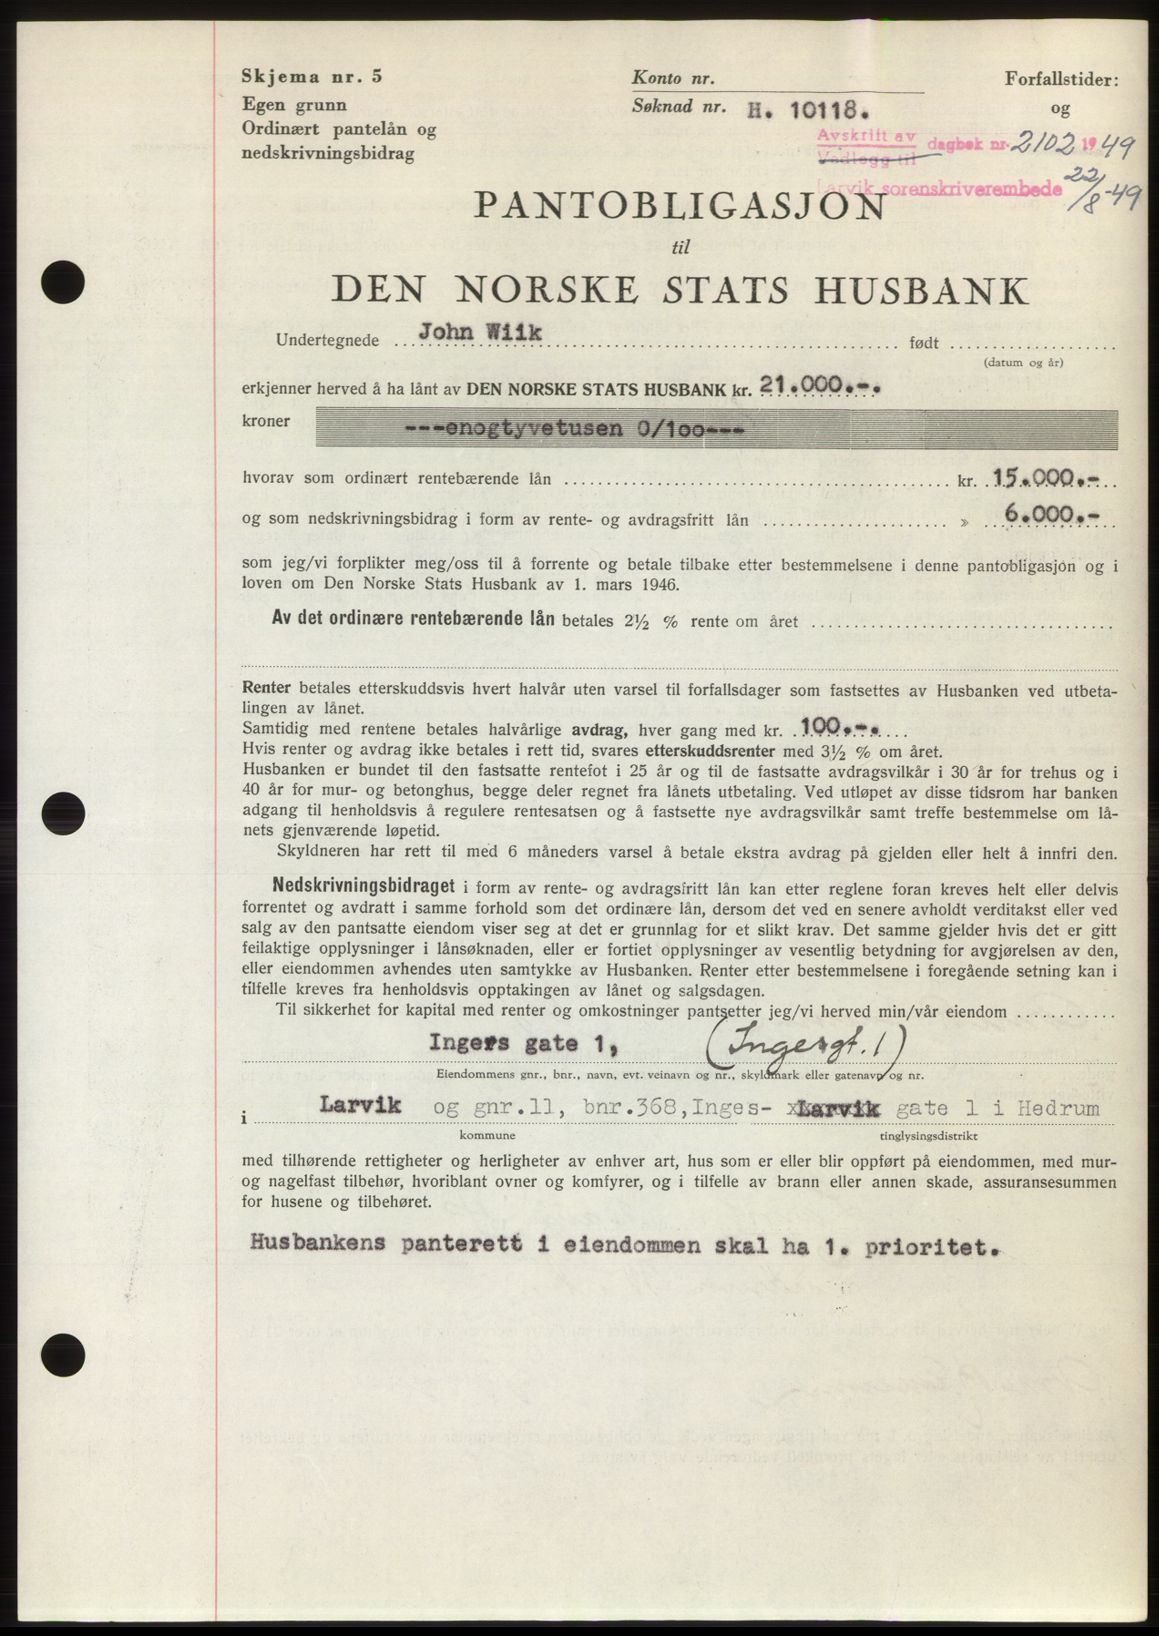 Skjema nr. 5
Egen grunn
Ordinært pantelån og
nedskrivningsbidrag
Konto nr.
Søknad nr. H. 10118.
Forfallstider:
og
Avskrift av
Vedlegg til
dagbok nr. 2102 1949
Larvik sorenskriverembede 22/8-49
PANTOBLIGASJON
til
DEN NORSKE STATS HUSBANK
Undertegnede John Wiik født
(datum og år)
erkjenner herved å ha lånt av DEN NORSKE STATS HUSBANK kr. 21.000.-.
kroner ---enogtyvetusen 0/100---
hvorav som ordinært rentebærende lån kr. 15.000.-
og som nedskrivningsbidrag i form av rente- og avdragsfritt lån » 6.000.-
som jeg/vi forplikter meg/oss til å forrente og betale tilbake etter bestemmelsene i denne pantobligasjon og i
loven om Den Norske Stats Husbank av 1. mars 1946.
Av det ordinære rentebærende lån betales 2½ % rente om året
Renter betales etterskuddsvis hvert halvår uten varsel til forfallsdager som fastsettes av Husbanken ved utbeta-
lingen av lånet.
Samtidig med rentene betales halvårlige avdrag, hver gang med kr. 100.-.
Hvis renter og avdrag ikke betales i rett tid, svares etterskuddsrenter med 3½ % om året.
Husbanken er bundet til den fastsatte rentefot i 25 år og til de fastsatte avdragsvilkår i 30 år for trehus og i
40 år for mur- og betonghus, begge deler regnet fra lånets utbetaling. Ved utløpet av disse tidsrom har banken
adgang til henholdsvis å regulere rentesatsen og å fastsette nye avdragsvilkår samt treffe bestemmelse om lå-
nets gjenværende løpetid.
Skyldneren har rett til med 6 måneders varsel å betale ekstra avdrag på gjelden eller helt å innfri den.
Nedskrivningsbidraget i form av rente- og avdragsfritt lån kan etter reglene foran kreves helt eller delvis
forrentet og avdratt i samme forhold som det ordinære lån, dersom det ved en senere avholdt verditakst eller ved
salg av den pantsatte eiendom viser seg at det er grunnlag for et slikt krav. Det samme gjelder hvis det er gitt
feilaktige opplysninger i lånsøknaden, eller er fortiet opplysninger av vesentlig betydning for avgjørelsen av den,
eller eiendommen avhendes uten samtykke av Husbanken. Renter etter bestemmelsene i foregående setning kan i
tilfelle kreves fra henholdsvis opptakingen av lånet og salgsdagen.
Til sikkerhet for kapital med renter og omkostninger pantsetter jeg/vi herved min/vår eiendom
Ingers gate 1, (Ingesgt. 1)
Eiendommens gnr., bnr., navn, evt. veinavn og nr., skyldmark eller gatenavn og nr.
i Larvik og gnr.11, bnr.368, Inges- Larvik gate 1 i Hedrum
kommune tinglysingsdistrikt
med tilhørende rettigheter og herligheter av enhver art, hus som er eller blir oppført på eiendommen, med mur-
og nagelfast tilbehør, hvoriblant ovner og komfyrer, og i tilfelle av brann eller annen skade, assuransesummen
for husene og tilbehøret.
Husbankens panterett i eiendommen skal ha 1. prioritet.